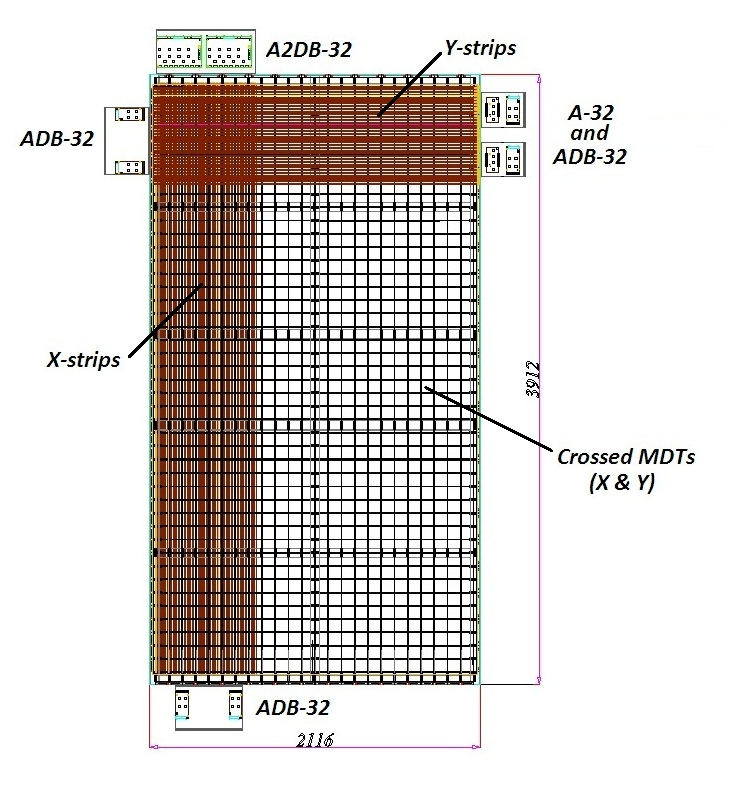 A2DB-32
Y-strips
ADB-32
A-32
and
ADB-32
X-strips
3912
Crossed MDTs
(X & Y)
ADB-32
2116